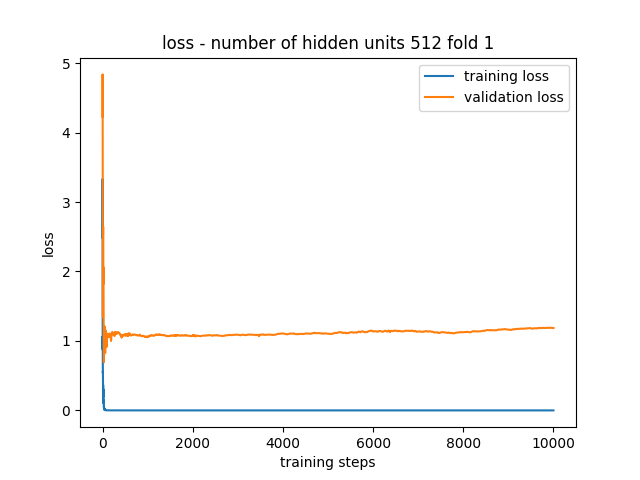 loss - number of hidden units 512 fold 1
training loss
validation loss
5
4
3
2
1
0
loss
0 2000 4000 6000 8000 10000
training steps